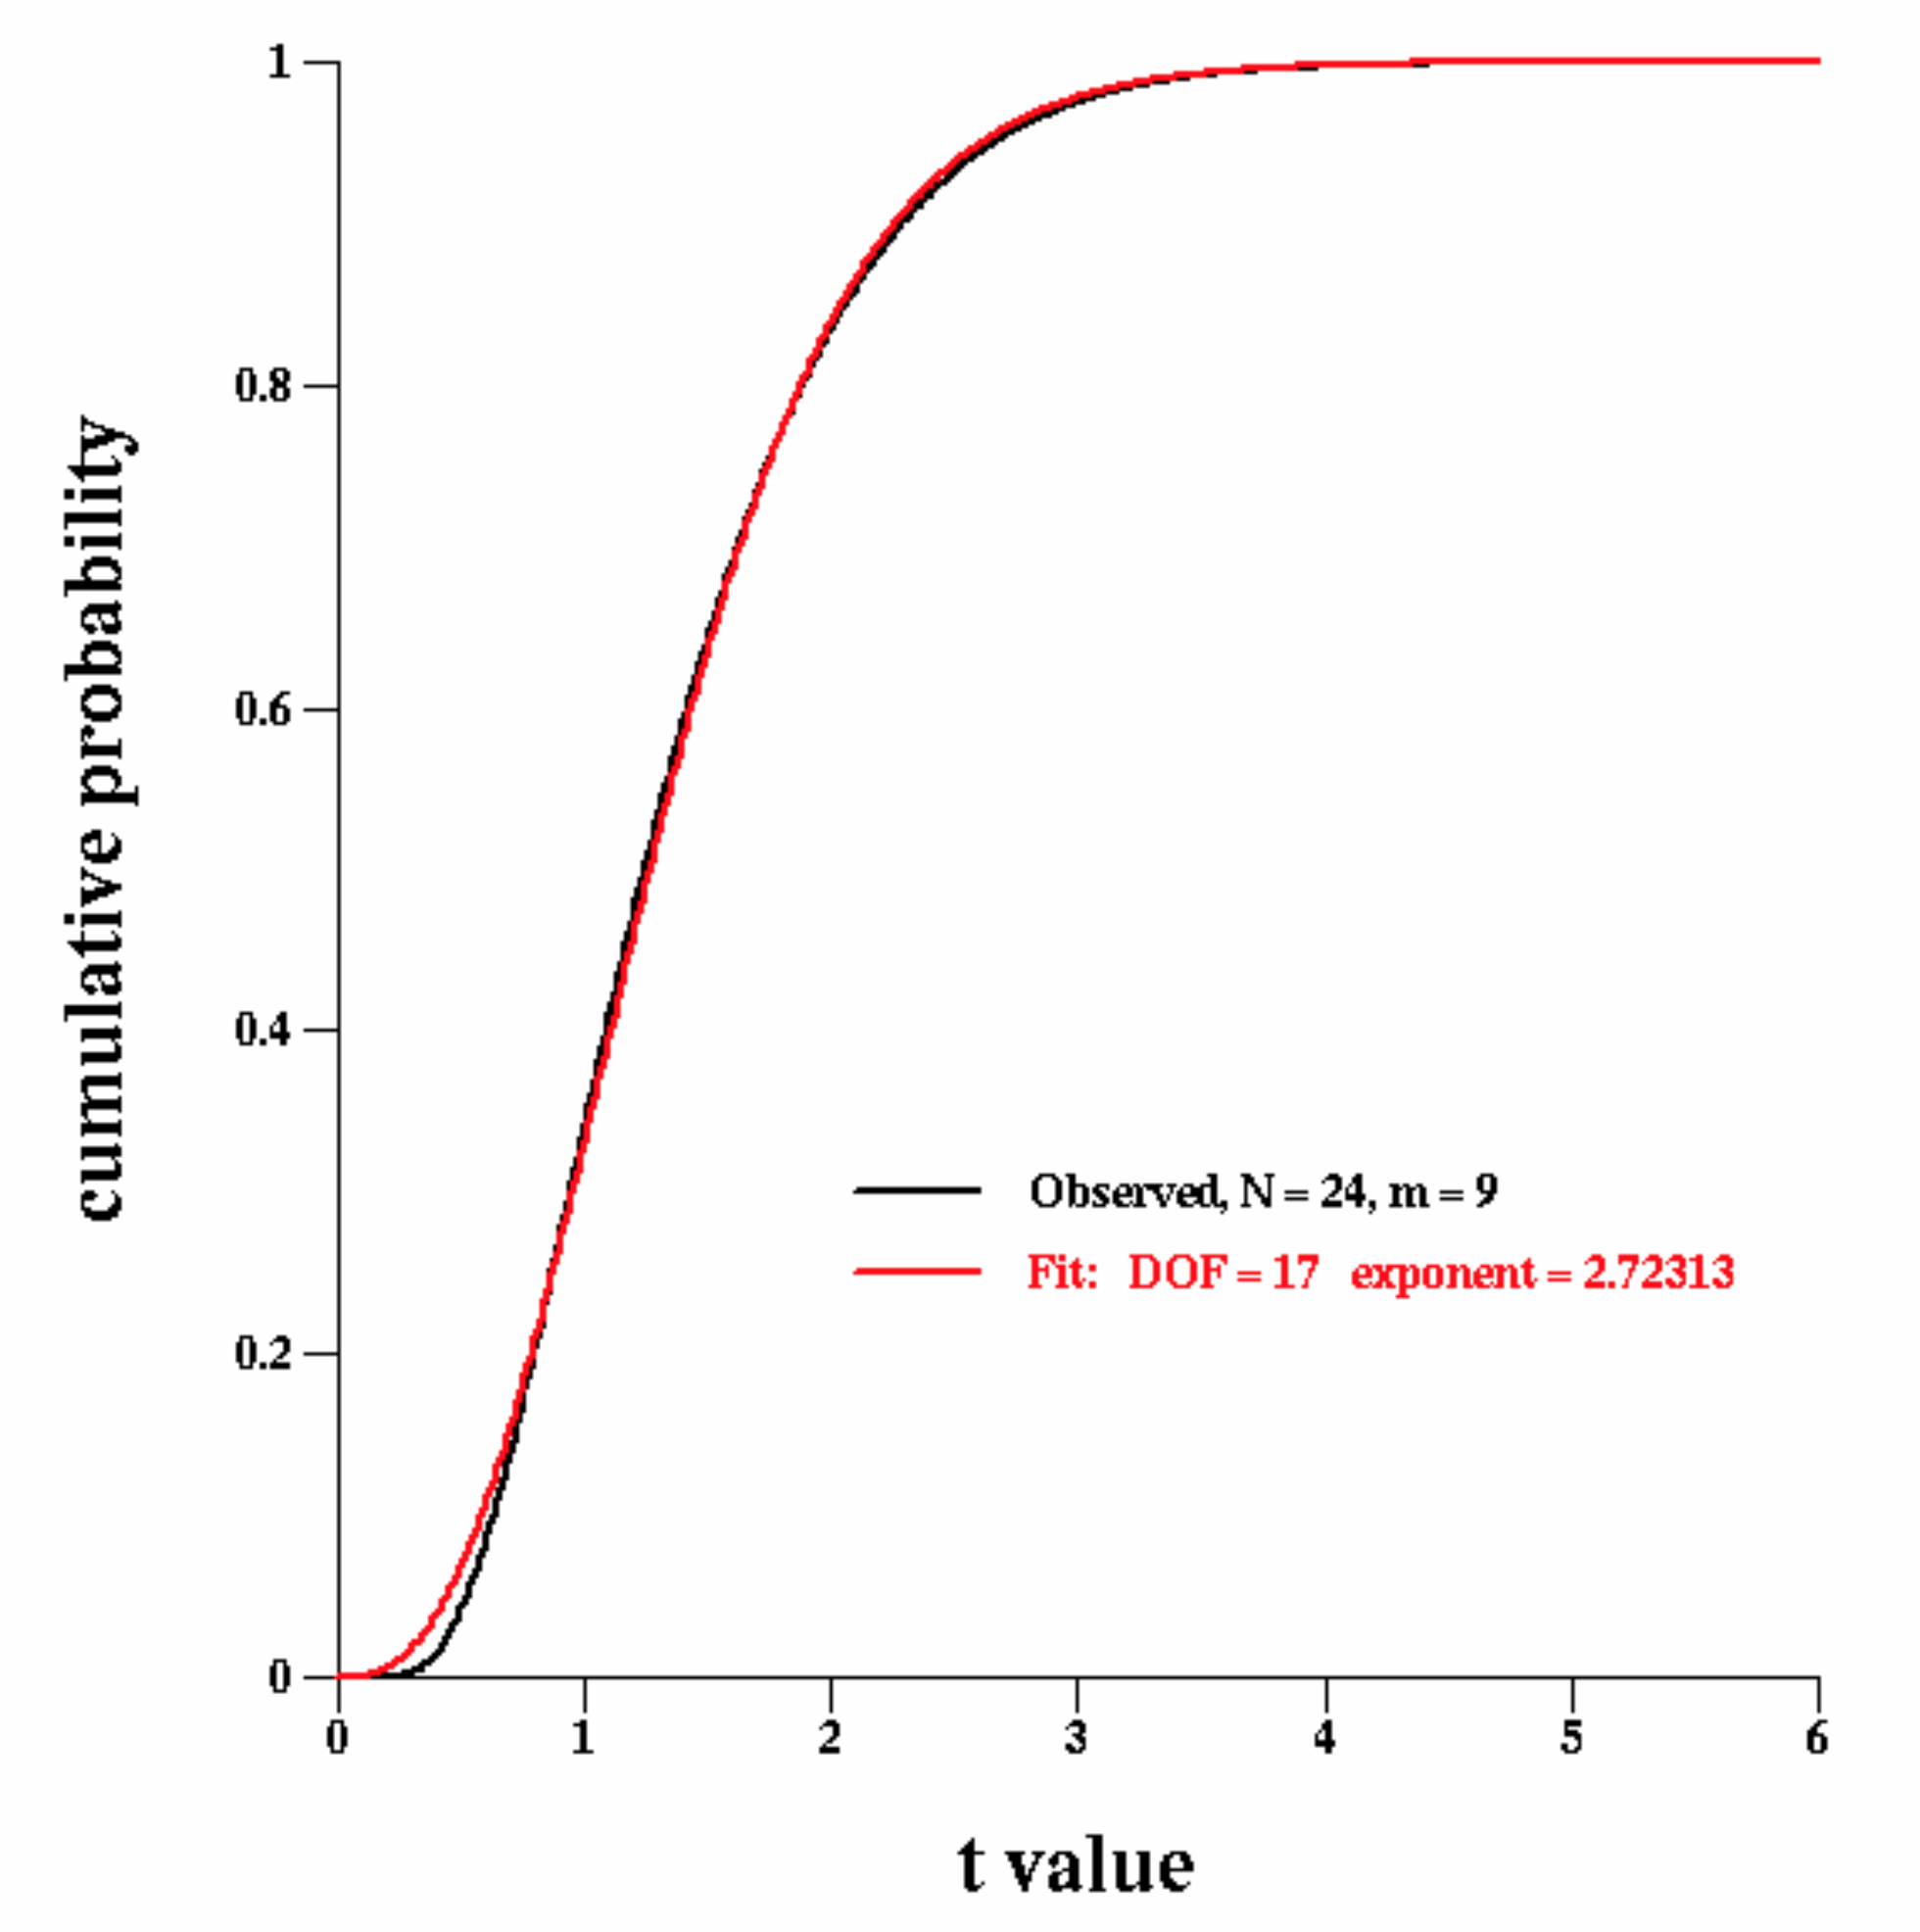 1
0.8
0.6
0.4
0.2
0
cumulative probability
Observed, N = 24, m = 9
Fit: DOF = 17 exponent = 2.72313
0 1 2 3 4 5 6
t value